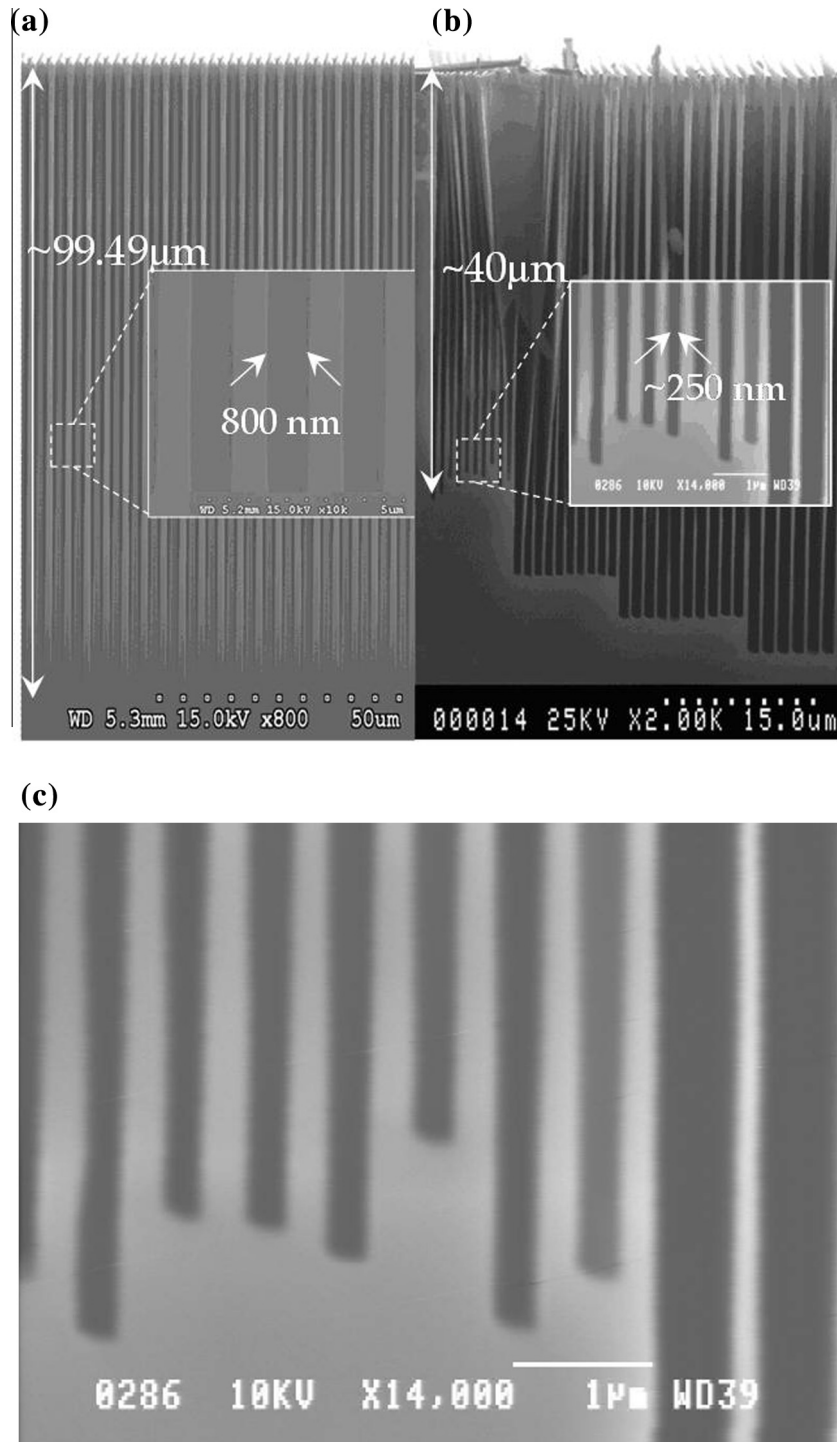 (a)
(b)
~99.49μm
800 nm
WD 5.2mm 15.0kV x10k 5um
WD 5.3mm 15.0kV x800 50um
~40μm
~250 nm
0286 10KV X14,000 1μm WD39
000014 25KV X2.00K 15.0um
(c)
0286 10KV X14,000 1μm WD39